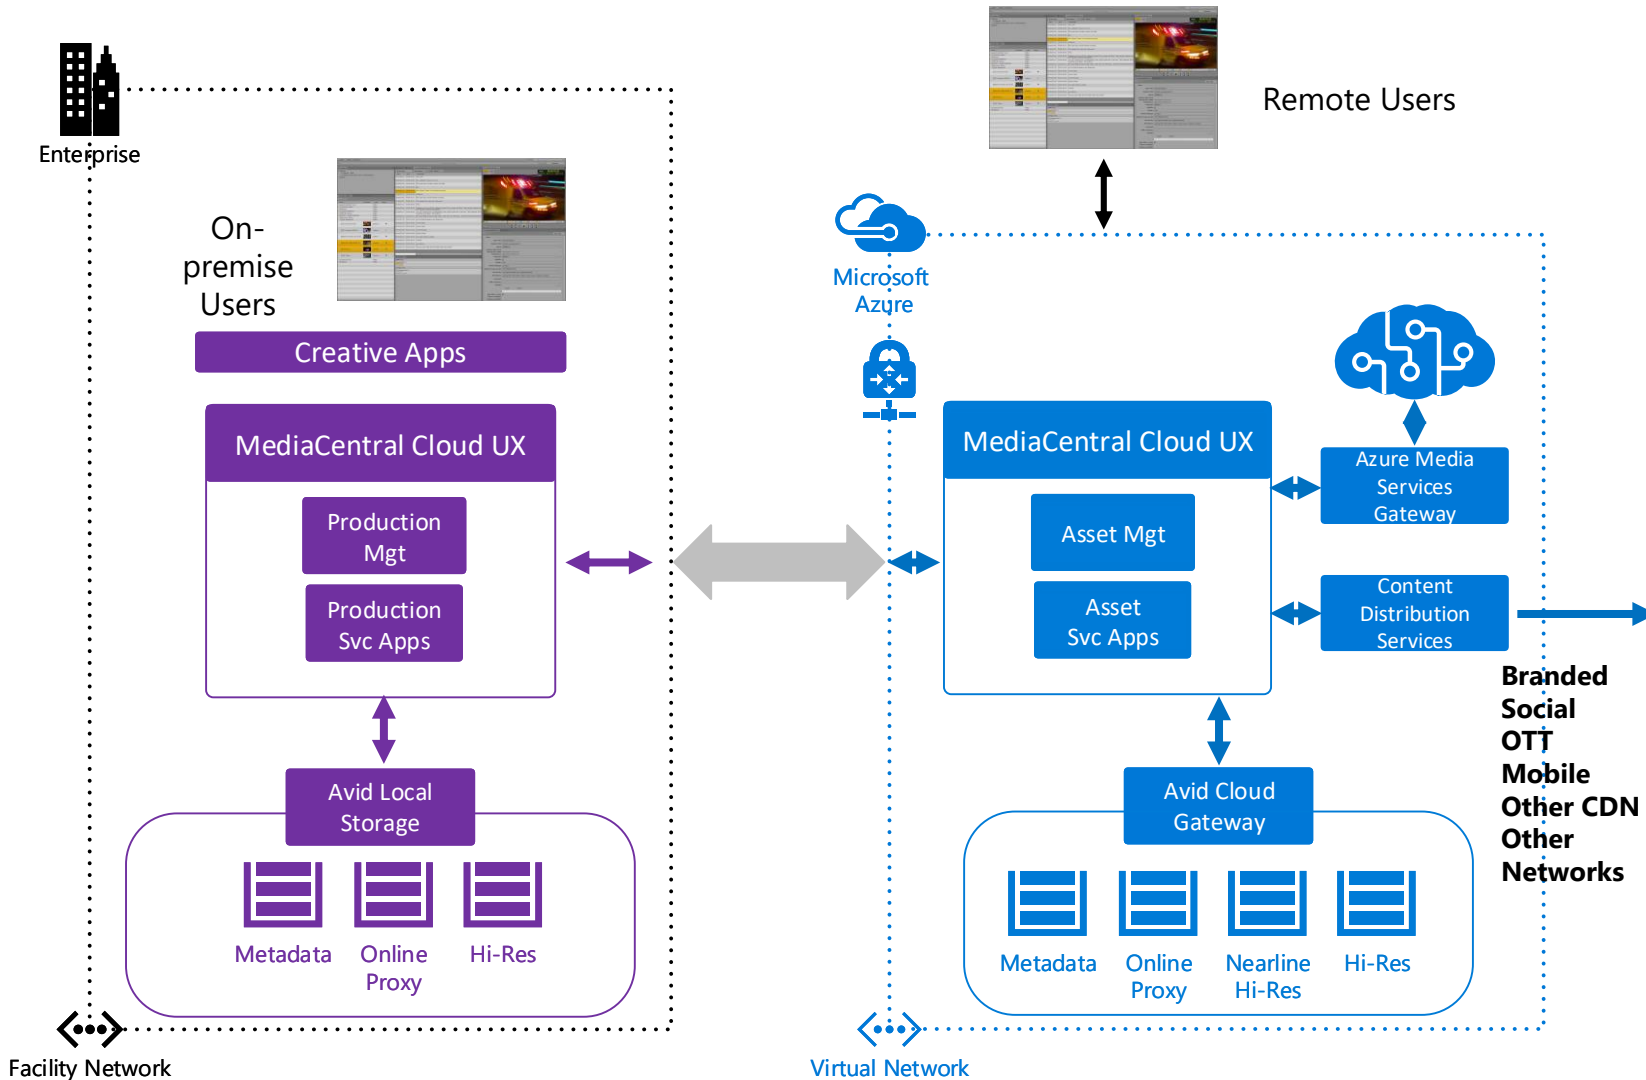 Enterprise
On-
premise
Users
Creative Apps
MediaCentral Cloud UX
Production
Mgt
Production
Svc Apps
Avid Local
Storage
Metadata
Online
Proxy
Hi-Res
Facility Network
Remote Users
Microsoft
Azure
MediaCentral Cloud UX
Asset Mgt
Asset
Svc Apps
Azure Media
Services
Gateway
Content
Distribution
Services
Branded
Social
OTT
Mobile
Other CDN
Other
Networks
Avid Cloud
Gateway
Metadata
Online
Proxy
Nearline
Hi-Res
Hi-Res
Virtual Network